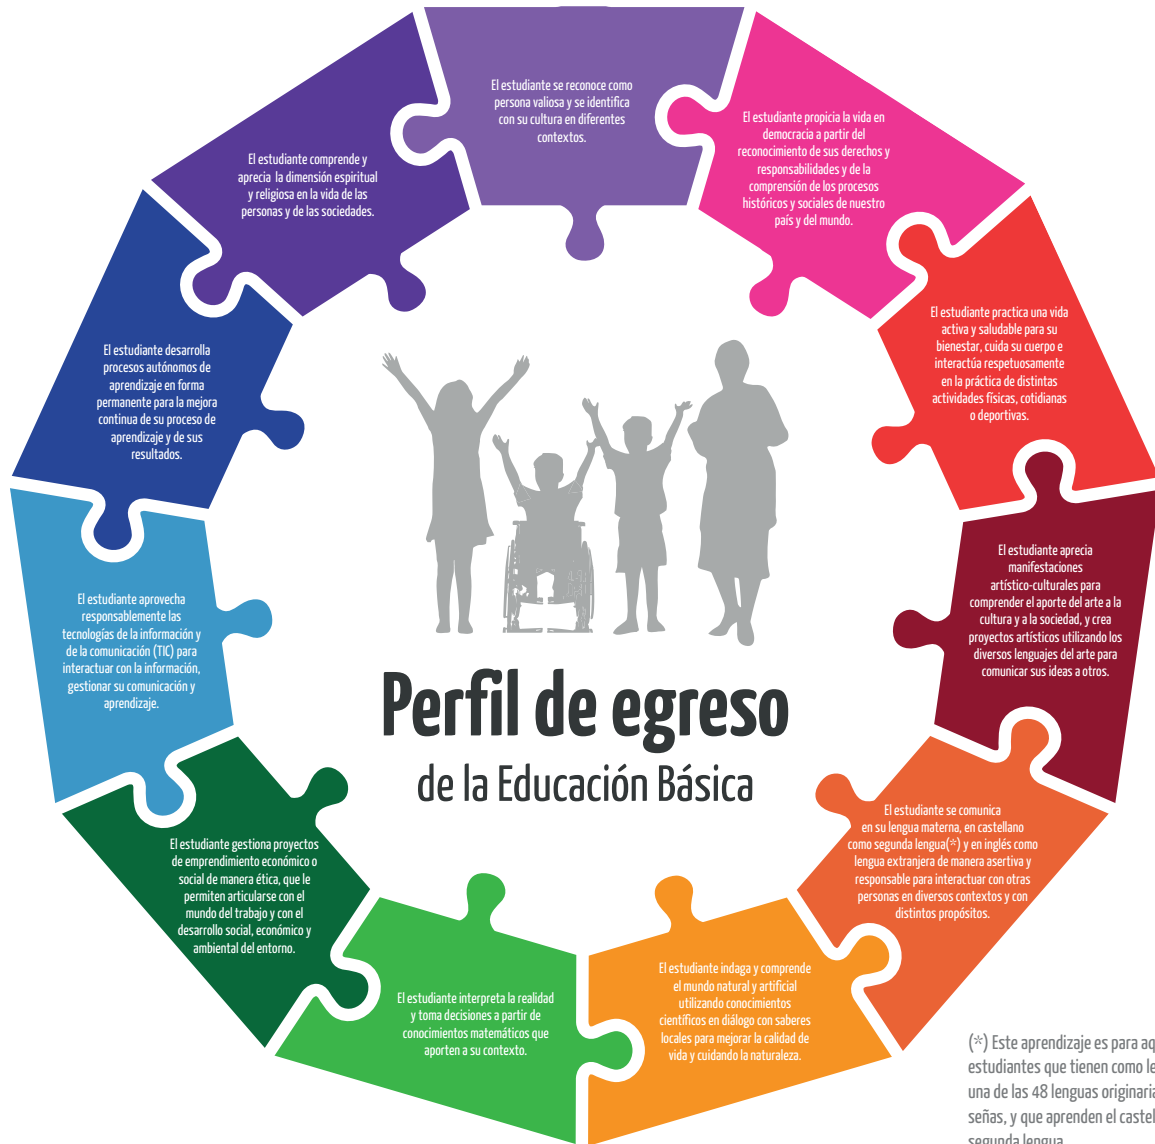 El estudiante se reconoce como
persona valiosa y se identifica
con su cultura en diferentes
contextos.
El estudiante propicia la vida en
democracia a partir del
reconocimiento de sus derechos y
responsabilidades y de la
comprensión de los procesos
históricos y sociales de nuestro
país y del mundo.
El estudiante practica una vida
activa y saludable para su
bienestar, cuida su cuerpo e
interactúa respetuosamente
en la práctica de distintas
actividades físicas, cotidianas
o deportivas.
El estudiante aprecia
manifestaciones
artístico-culturales para
comprender el aporte del arte a la
cultura y a la sociedad, y crea
proyectos artísticos utilizando los
diversos lenguajes del arte para
comunicar sus ideas a otros.
El estudiante se comunica
en su lengua materna, en castellano
como segunda lengua(*) y en inglés como
lengua extranjera de manera asertiva y
responsable para interactuar con otras
personas en diversos contextos y con
distintos propósitos.
El estudiante indaga y comprende
el mundo natural y artificial
utilizando conocimientos
científicos en diálogo con saberes
locales para mejorar la calidad de
vida y cuidando la naturaleza.
El estudiante interpreta la realidad
y toma decisiones a partir de
conocimientos matemáticos que
aporten a su contexto.
El estudiante gestiona proyectos
de emprendimiento económico o
social de manera ética, que le
permiten articularse con el
mundo del trabajo y con el
desarrollo social, económico y
ambiental del entorno.
El estudiante aprovecha
responsablemente las
tecnologías de la información y
de la comunicación (TIC) para
interactuar con la información,
gestionar su comunicación y
aprendizaje.
El estudiante desarrolla
procesos autónomos de
aprendizaje en forma
permanente para la mejora
continua de su proceso de
aprendizaje y de sus
resultados.
El estudiante comprende y
aprecia la dimensión espiritual
y religiosa en la vida de las
personas y de las sociedades.
Perfil de egreso
de la Educación Básica
(*) Este aprendizaje es para
estudiantes que tienen como
una de las 48 lenguas
señas, y que aprenden el
segunda lengua